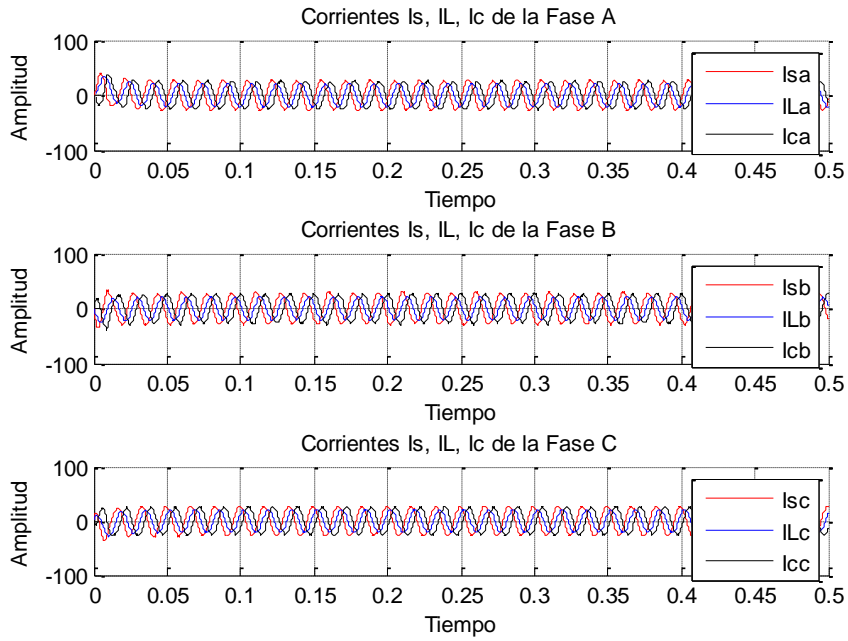 Corrientes Is, IL, Ic de la Fase A
100
0
-100
Amplitud
0 0.05 0.1 0.15 0.2 0.25 0.3 0.35 0.4 0.45 0.5
Tiempo
Isa
ILa
Ica
Corrientes Is, IL, Ic de la Fase B
100
0
-100
Amplitud
0 0.05 0.1 0.15 0.2 0.25 0.3 0.35 0.4 0.45 0.5
Tiempo
Isb
ILb
Icb
Corrientes Is, IL, Ic de la Fase C
100
0
-100
Amplitud
0 0.05 0.1 0.15 0.2 0.25 0.3 0.35 0.4 0.45 0.5
Tiempo
Isc
ILc
Icc